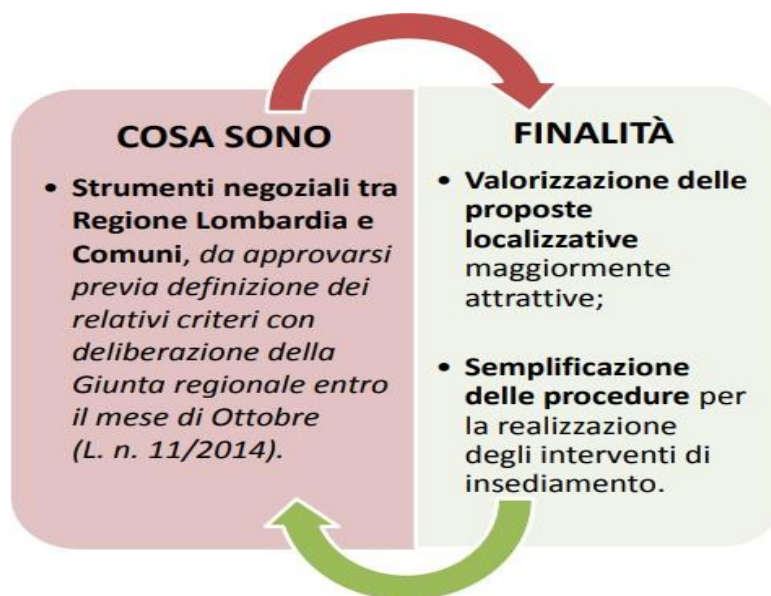 COSA SONO
• Strumenti negoziali tra
Regione Lombardia e
Comuni, da approvarsi
previa definizione dei
relativi criteri con
deliberazione della
Giunta regionale entro
il mese di Ottobre
(L. n. 11/2014).
FINALITÀ
• Valorizzazione delle
proposte
localizzative
maggiormente
attrattive;
• Semplificazione
delle procedure per
la realizzazione
degli interventi di
insediamento.